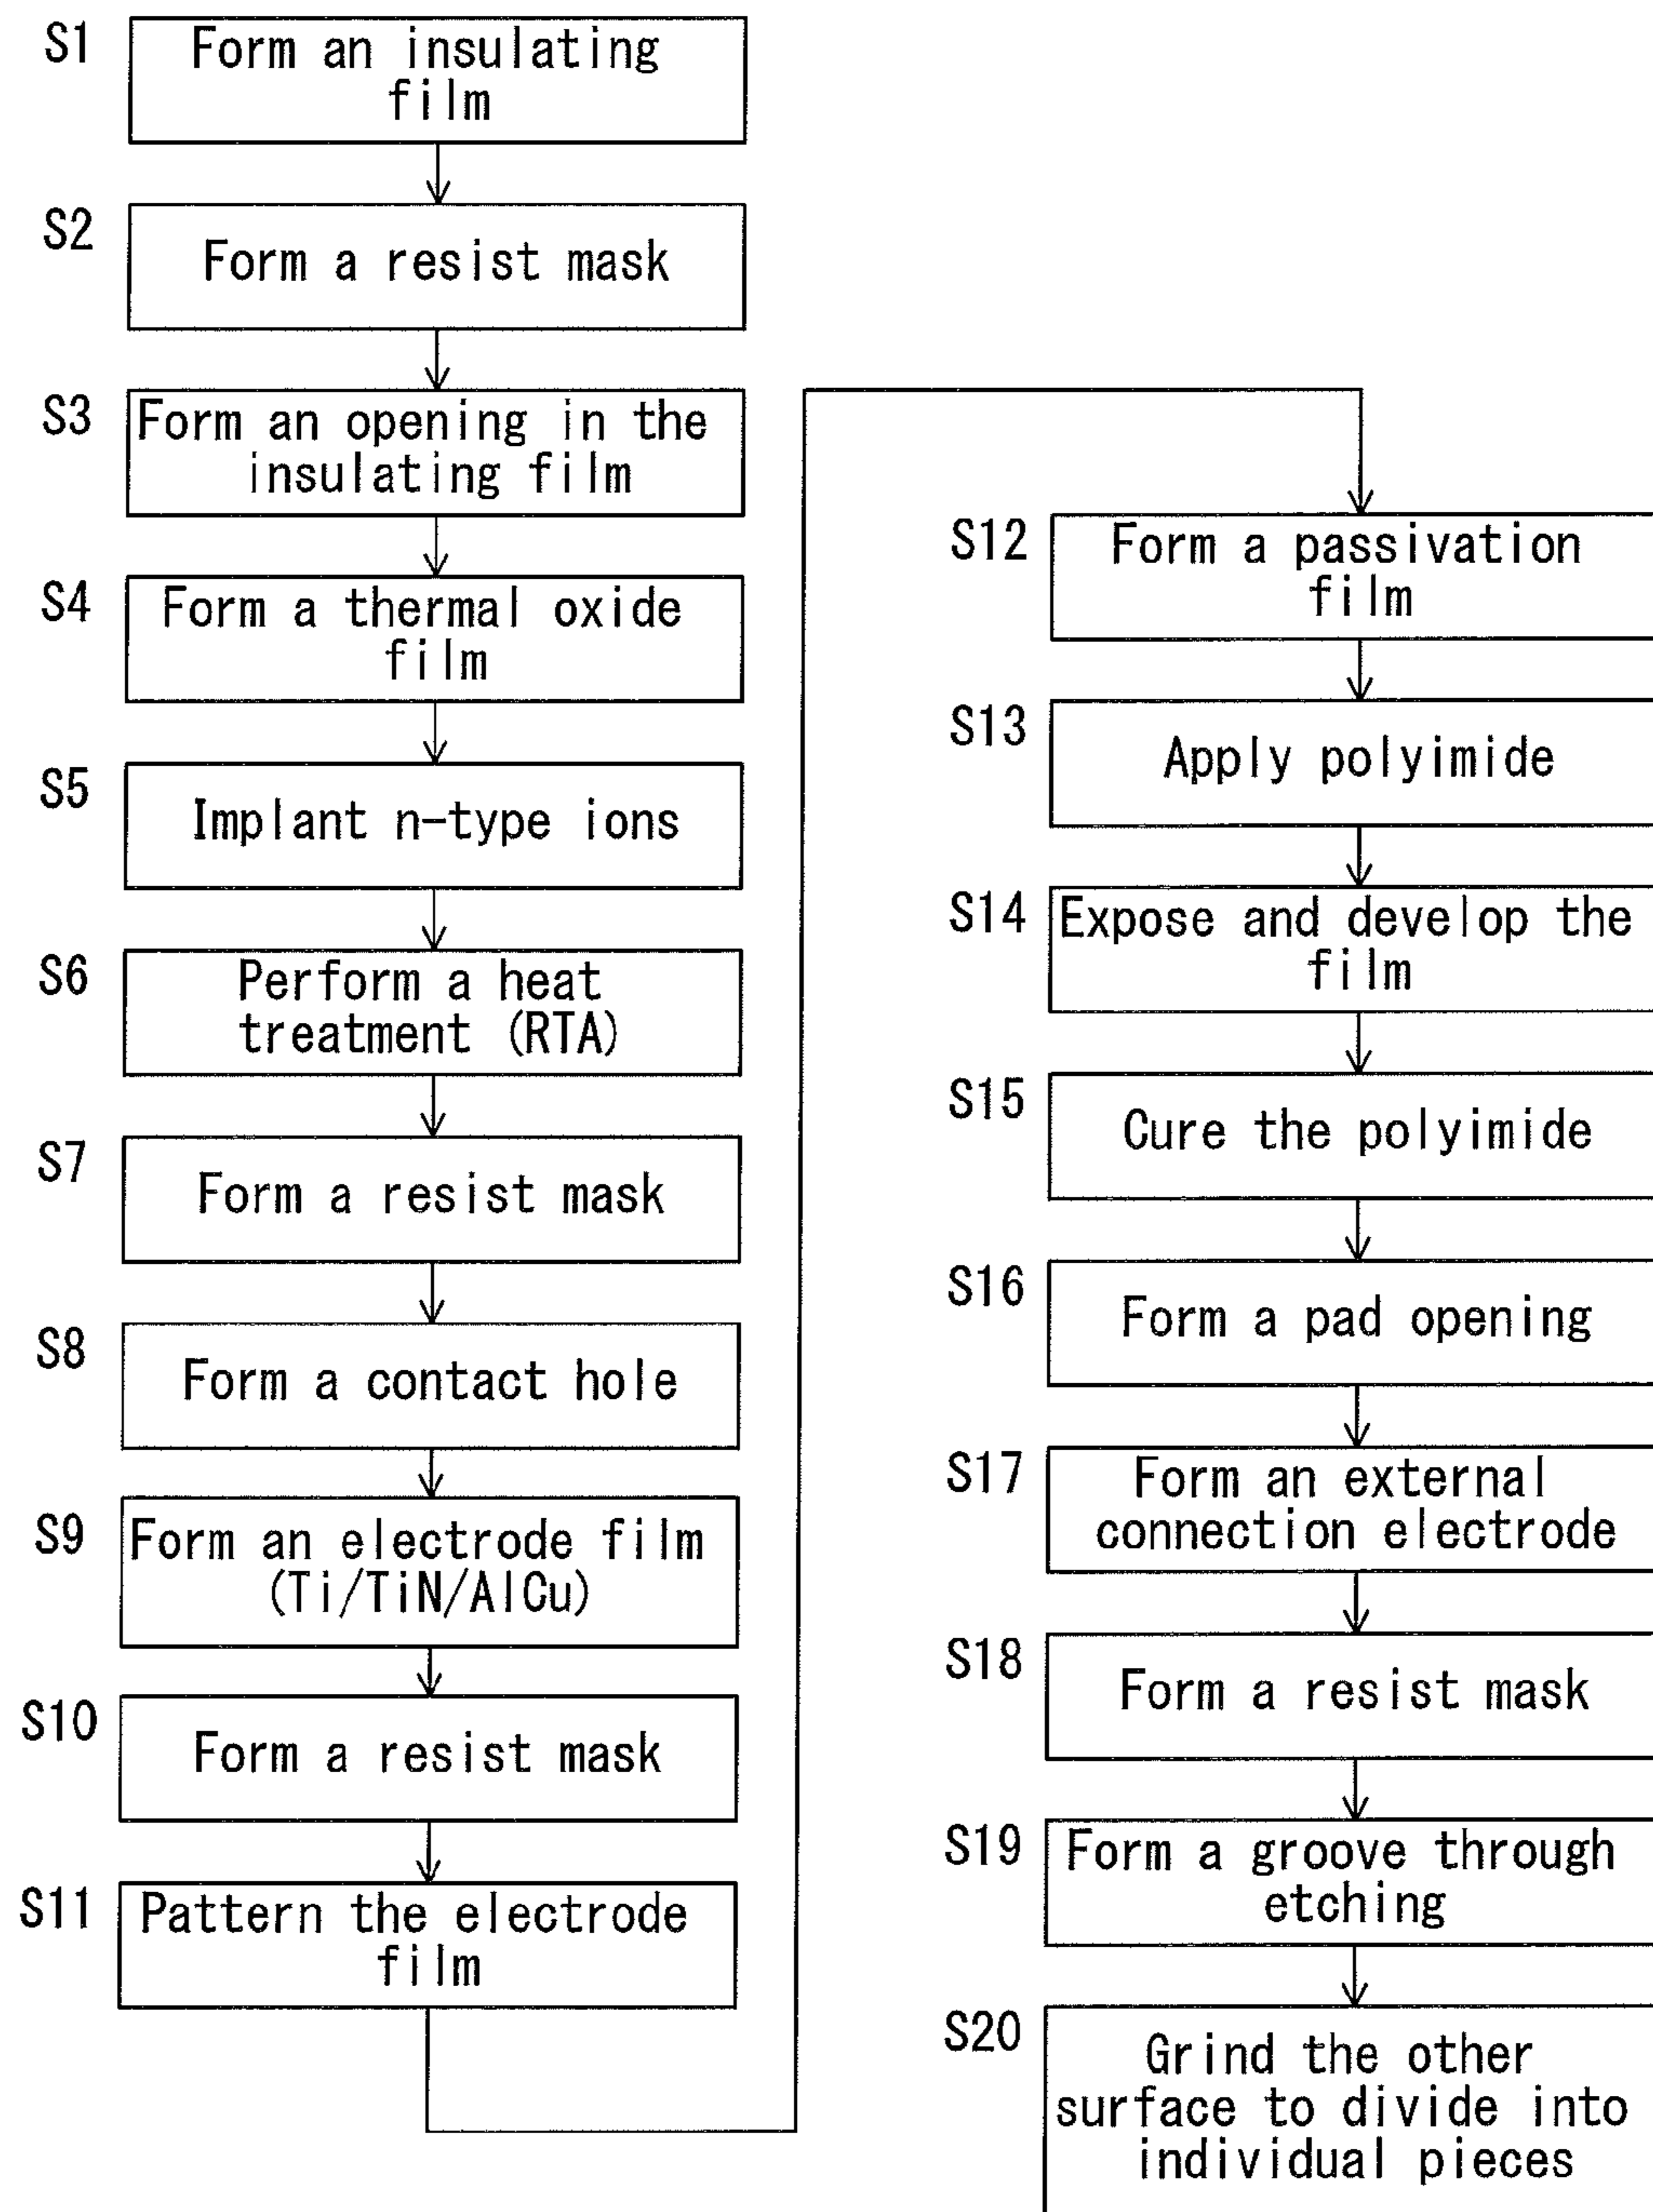 S1
Form an insulating
film
S2
Form a resist mask
S3
Form an opening in the
insulating film
S4
Form a thermal oxide
film
S5
Implant n-type ions
S6
Perform a heat
treatment (RTA)
S7
Form a resist mask
S8
Form a contact hole
S9
Form an electrode film
(Ti/TiN/AlCu)
S10
Form a resist mask
S11
Pattern the electrode
film
S12
Form a passivation
film
S13
Apply polyimide
S14
Expose and develop the
film
S15
Cure the polyimide
S16
Form a pad opening
S17
Form an external
connection electrode
S18
Form a resist mask
S19
Form a groove through
etching
S20
Grind the other
surface to divide into
individual pieces